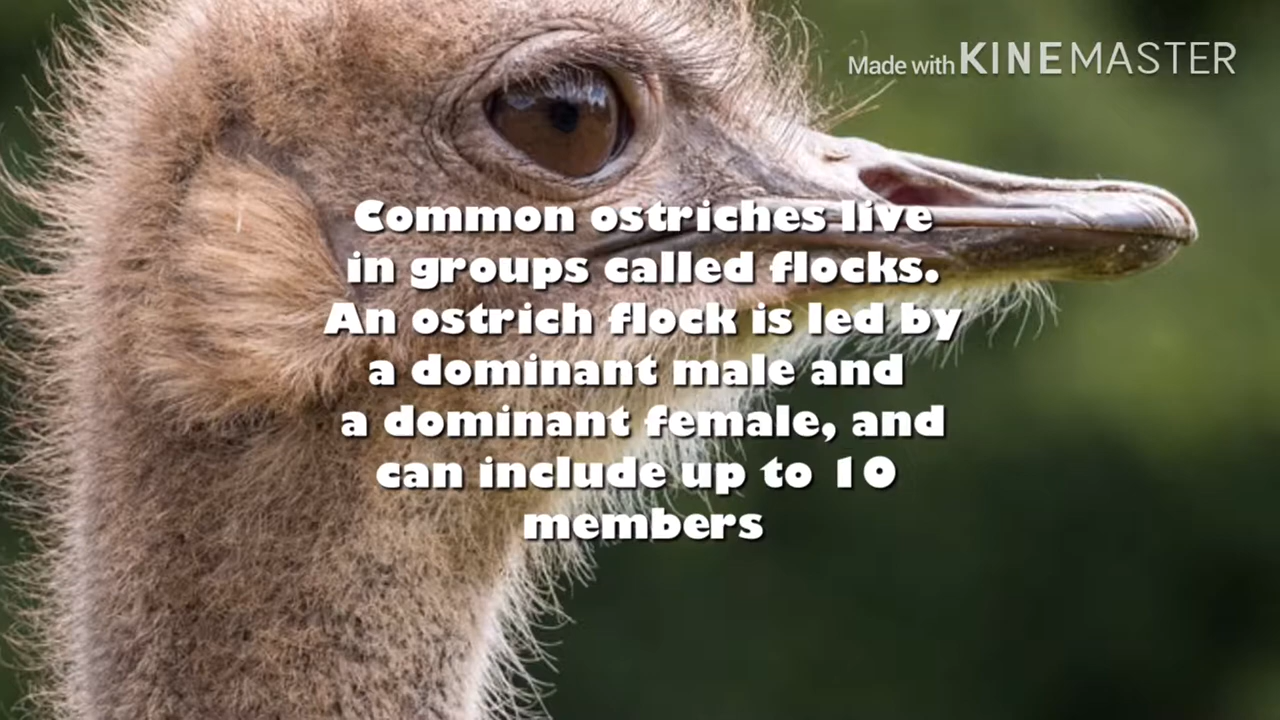 Made with KINEMASTER
Common ostriches live
in groups called flocks.
An ostrich flock is led by
a dominant male and
a dominant female, and
can include up to 10
members